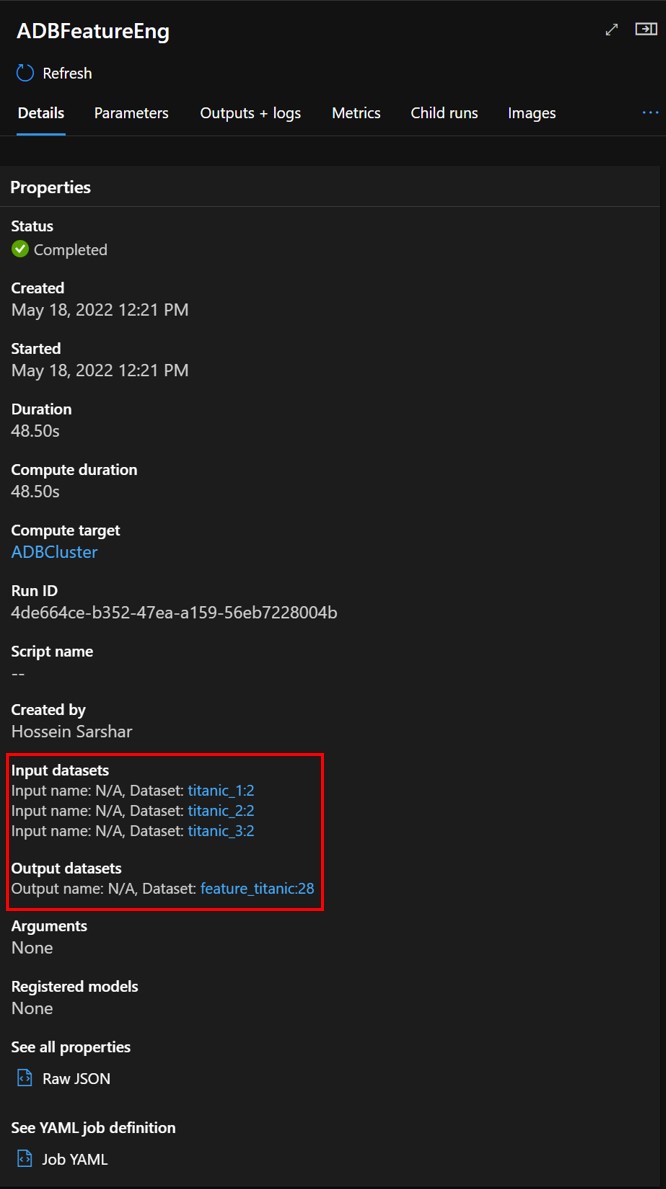 ADBFeatureEng
Refresh
Details Parameters Outputs + logs Metrics Child runs Images ...
Properties
Status
Completed
Created
May 18, 2022 12:21 PM
Started
May 18, 2022 12:21 PM
Duration
48.50s
Compute duration
48.50s
Compute target
ADBCluster
Run ID
4de664ce-b352-47ea-a159-56eb7228004b
Script name
--
Created by
Hossein Sarshar
Input datasets
Input name: N/A, Dataset: titanic_1:2
Input name: N/A, Dataset: titanic_2:2
Input name: N/A, Dataset: titanic_3:2
Output datasets
Output name: N/A, Dataset: feature_titanic:28
Arguments
None
Registered models
None
See all properties
Raw JSON
See YAML job definition
Job YAML